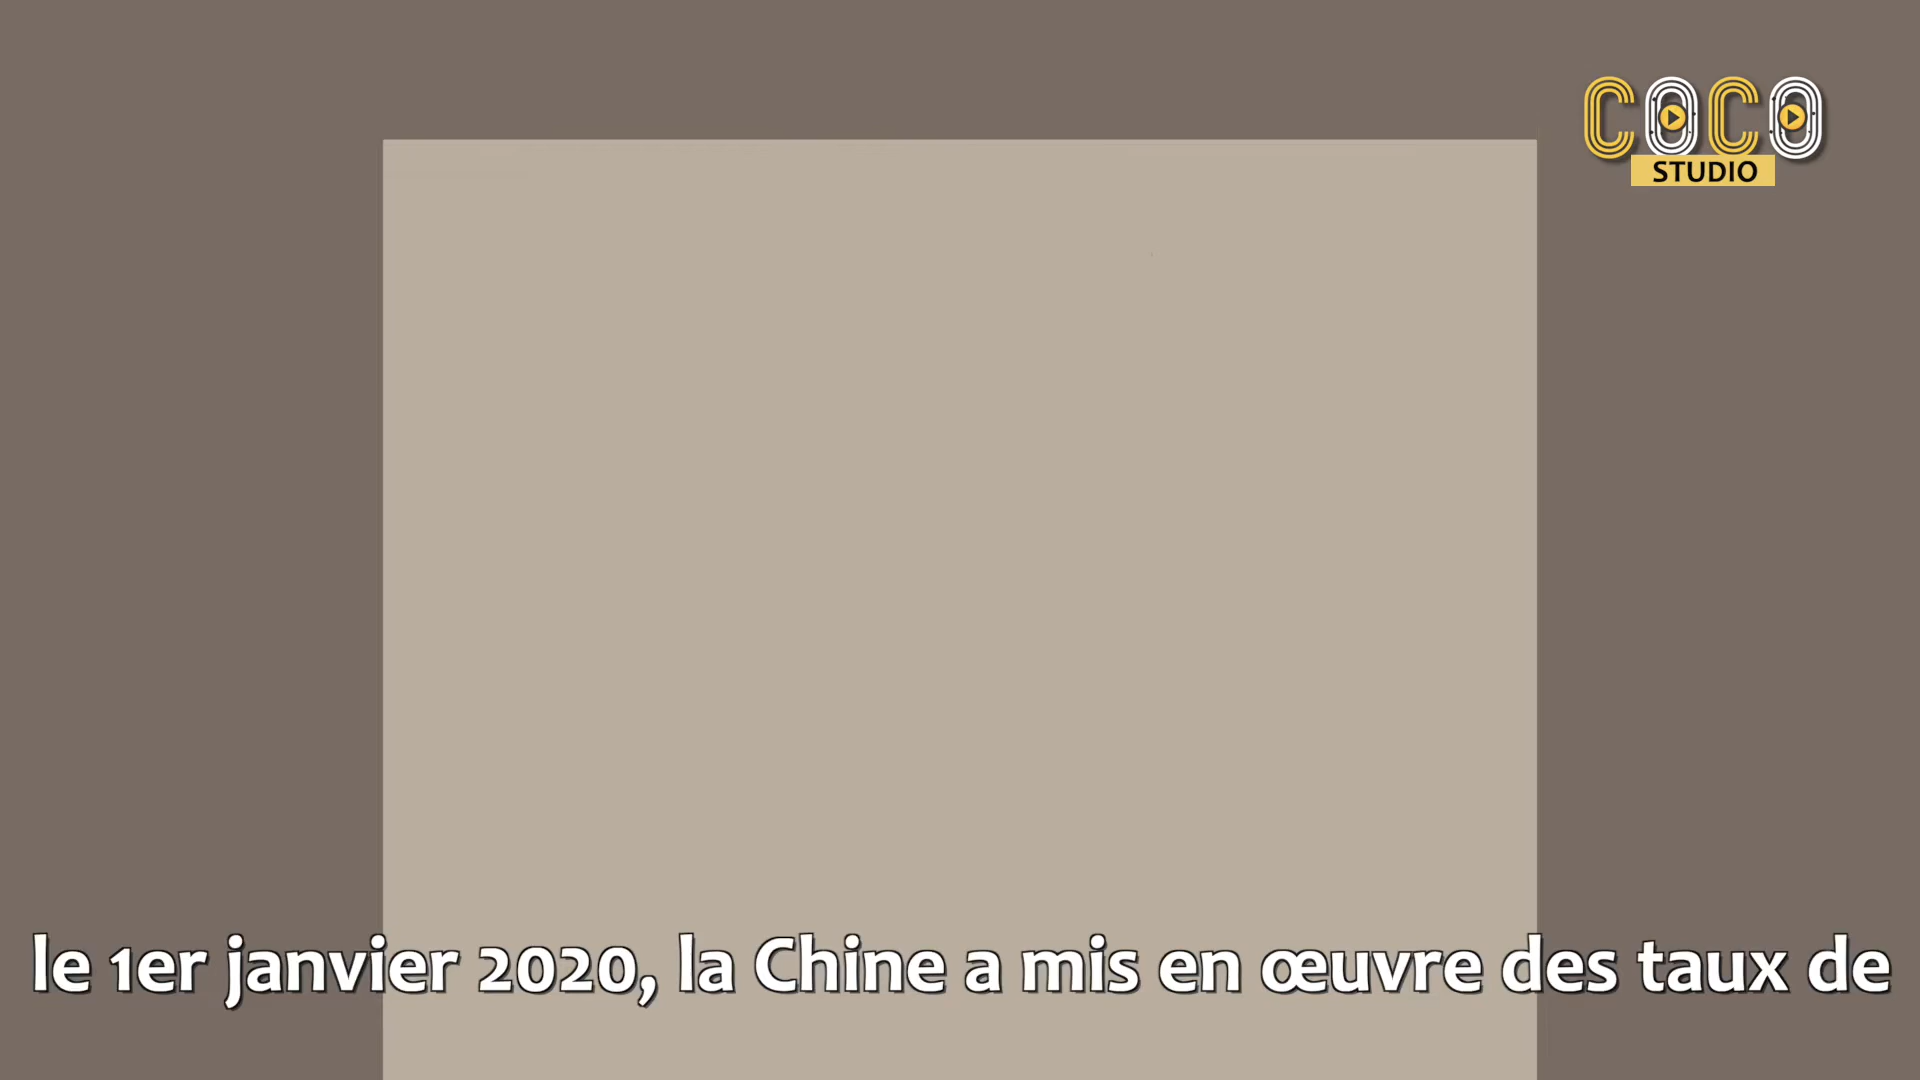 COCO
STUDIO
le 1er janvier 2020, la Chine a mis en œuvre des taux de